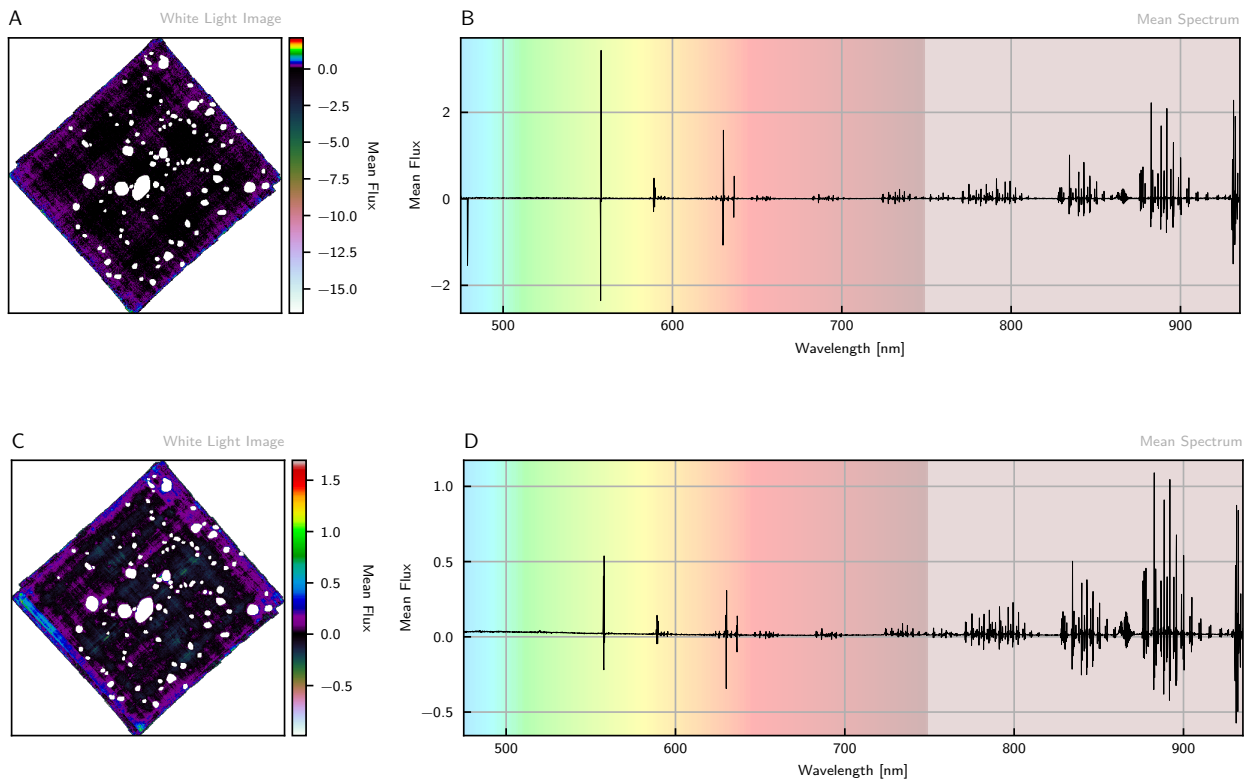 A
White Light Image
0.0
−2.5
−5.0
−7.5
−10.0
−12.5
−15.0
Mean Flux
B
Mean Spectrum
2
0
−2
Mean Flux
500
600
700
800
900
Wavelength [nm]
C
White Light Image
1.5
1.0
0.5
0.0
−0.5
Mean Flux
D
Mean Spectrum
1.0
0.5
0.0
−0.5
Mean Flux
500
600
700
800
900
Wavelength [nm]